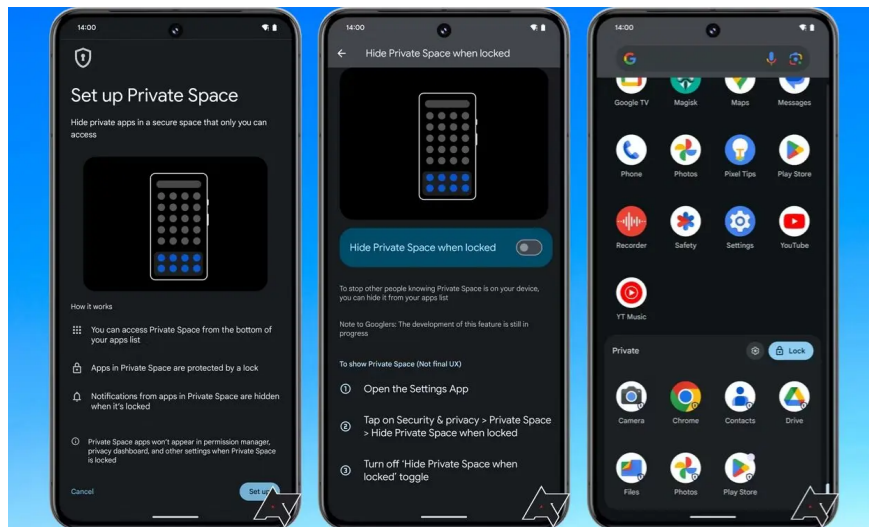 14:00
Set up Private Space
Hide private apps in a secure space that only you can
access
How it works
You can access Private Space from the bottom of
your apps list
Apps in Private Space are protected by a lock
Notifications from apps in Private Space are hidden
when it's locked
Private Space apps won't appear in permission manager,
privacy dashboard, and other settings when Private Space
is locked
Cancel
Set up
14:00
Hide Private Space when locked
Hide Private Space when locked
To stop other people knowing Private Space is on your device,
you can hide it from your apps list
Note to Googlers: The development of this feature is still in
progress
To show Private Space (Not final UX)
1 Open the Settings App
2 Tap on Security & privacy > Private Space
> Hide Private Space when locked
3 Turn off 'Hide Private Space when
locked' toggle
14:00
G
Google TV Magisk Maps Messages
Phone Photos Pixel Tips Play Store
Recorder Safety Settings YouTube
YT Music
Private Lock
Camera Chrome Contacts Drive
Files Photos Play Store